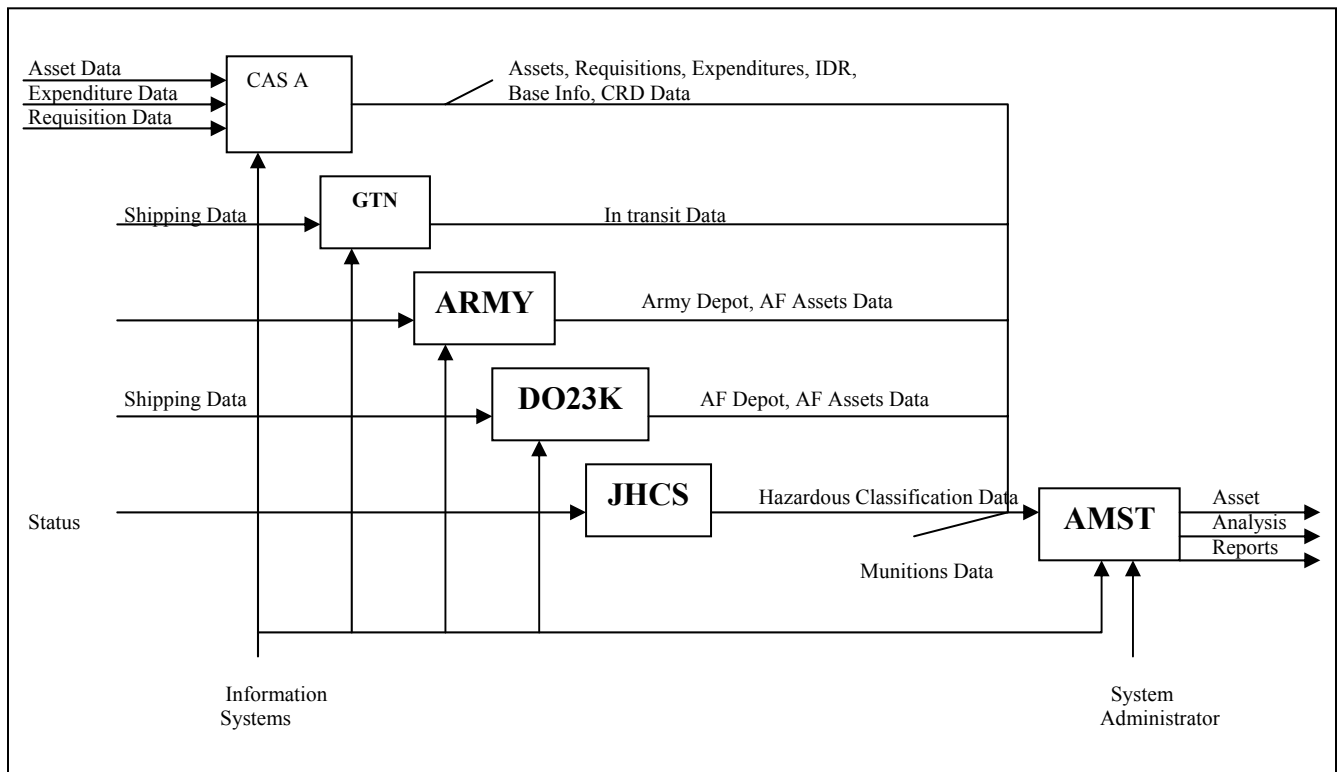 Asset Data
Expenditure Data
Requisition Data
CAS A
Assets, Requisitions, Expenditures, IDR,
Base Info, CRD Data
Shipping Data
GTN
In transit Data
ARMY
Army Depot, AF Assets Data
Shipping Data
DO23K
AF Depot, AF Assets Data
Status
JHCS
Hazardous Classification Data
Munitions Data
AMST
Asset
Analysis
Reports
Information
Systems
System
Administrator